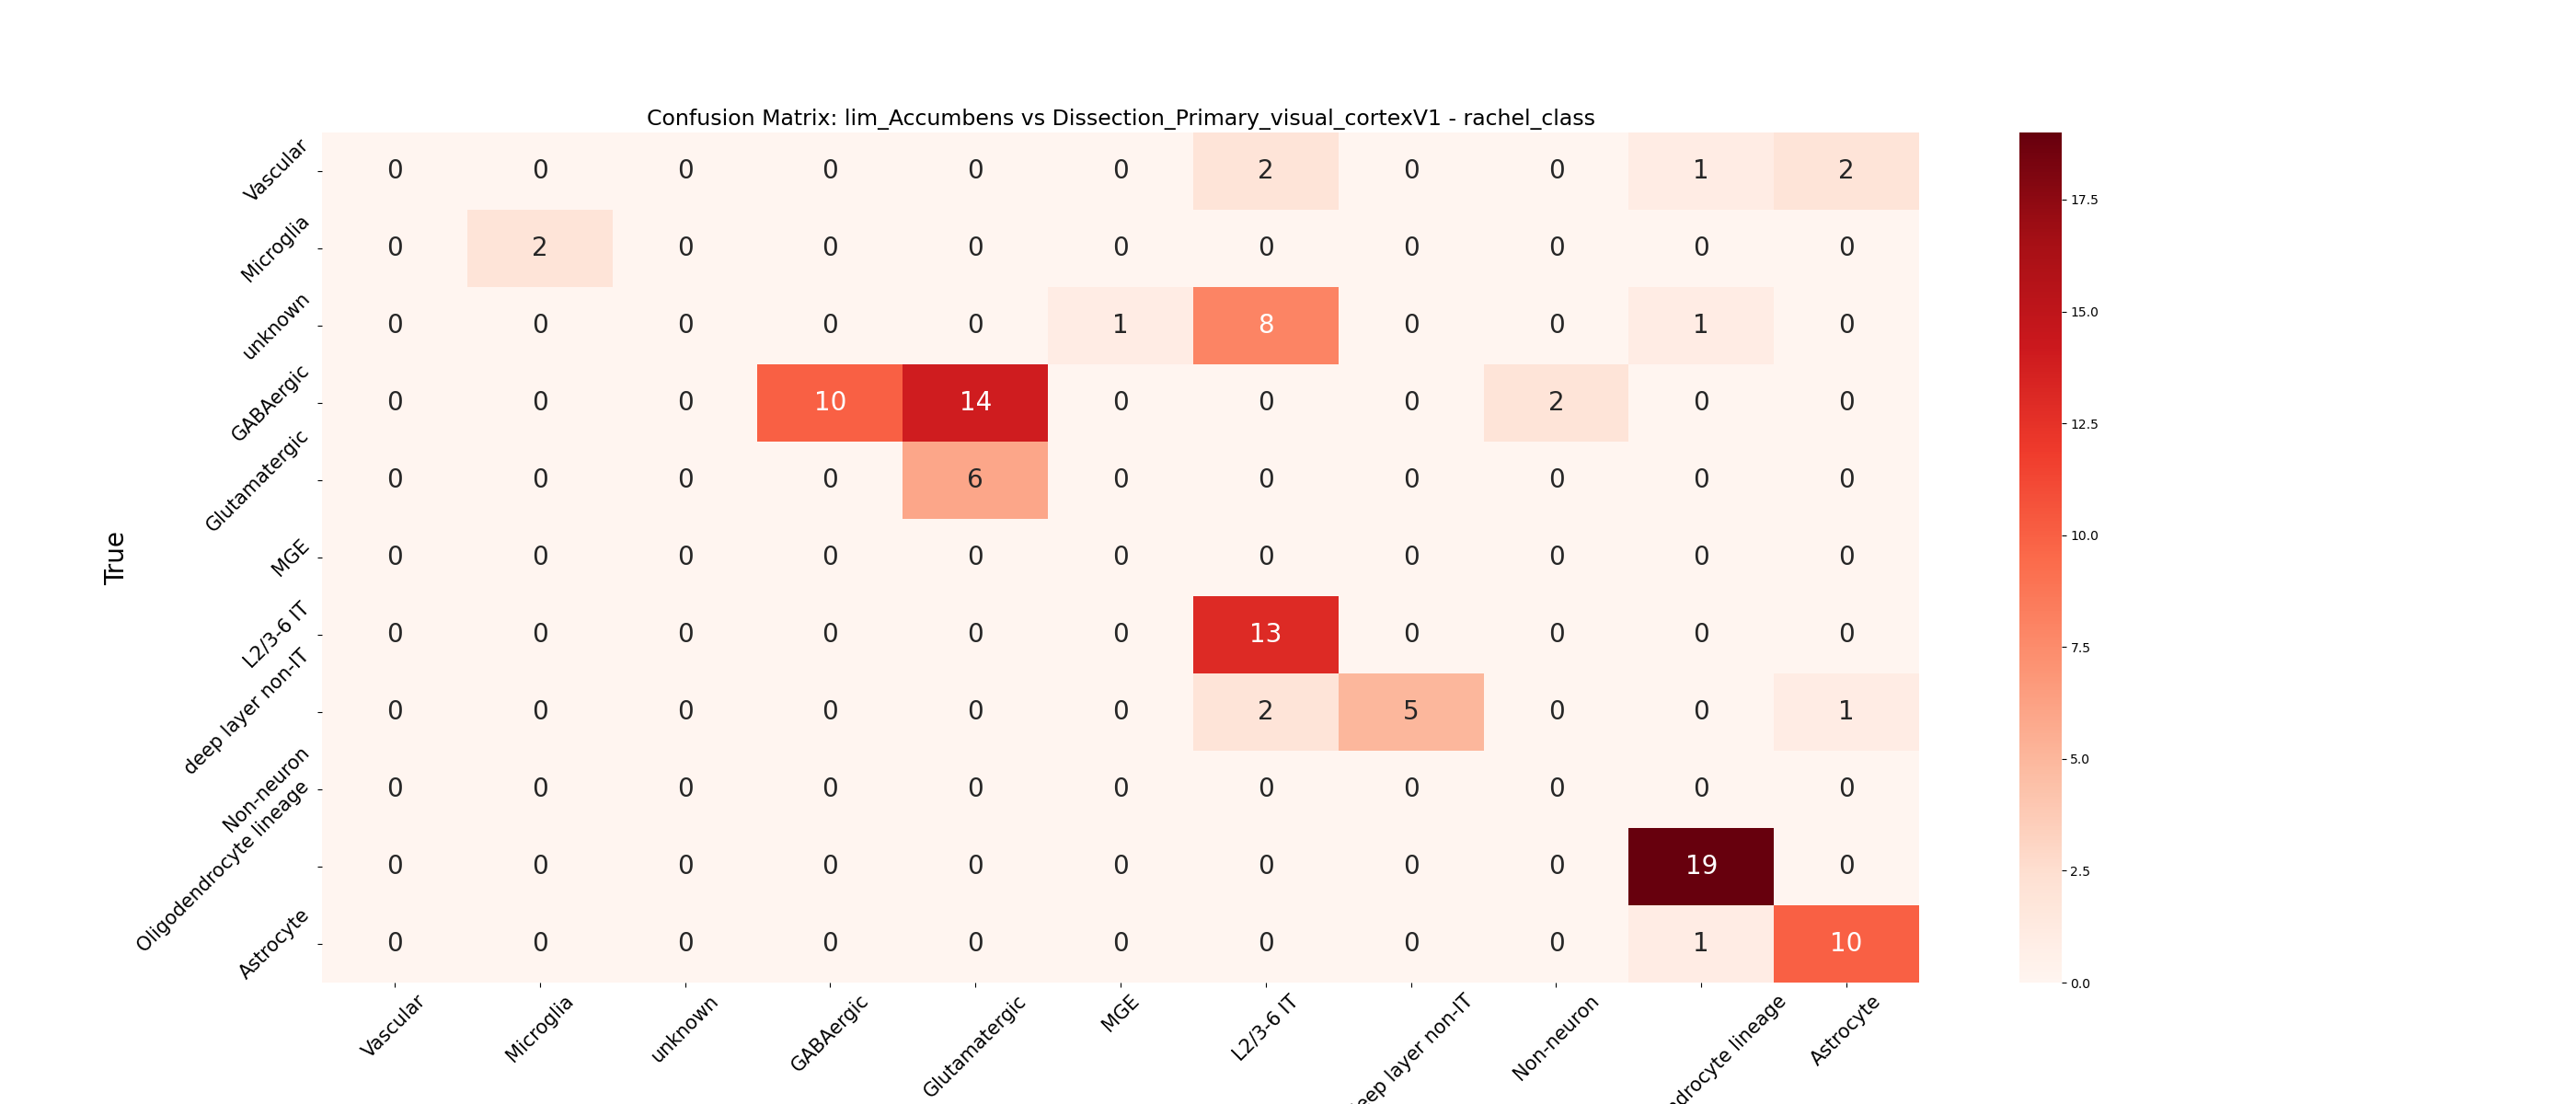 Confusion Matrix: lim_Accumbens vs Dissection_Primary_visual_cortexV1 - rachel_class
True
Vascular 0 0 0 0 0 0 2 0 0 1 2
Microglia 0 2 0 0 0 0 0 0 0 0 0
unknown 0 0 0 0 0 1 8 0 0 1 0
GABAergic 0 0 0 10 14 0 0 0 2 0 0
Glutamatergic 0 0 0 0 6 0 0 0 0 0 0
MGE 0 0 0 0 0 0 0 0 0 0 0
L2/3-6 IT 0 0 0 0 0 0 13 0 0 0 0
deep layer non-IT 0 0 0 0 0 0 2 5 0 0 1
Non-neuron 0 0 0 0 0 0 0 0 0 0 0
Oligodendrocyte lineage 0 0 0 0 0 0 0 0 0 19 0
Astrocyte 0 0 0 0 0 0 0 0 0 1 10
Vascular Microglia unknown GABAergic Glutamatergic MGE L2/3-6 IT layer non-IT Non-neuron lineage Astrocyte
17.5
15.0
12.5
10.0
7.5
5.0
2.5
0.0